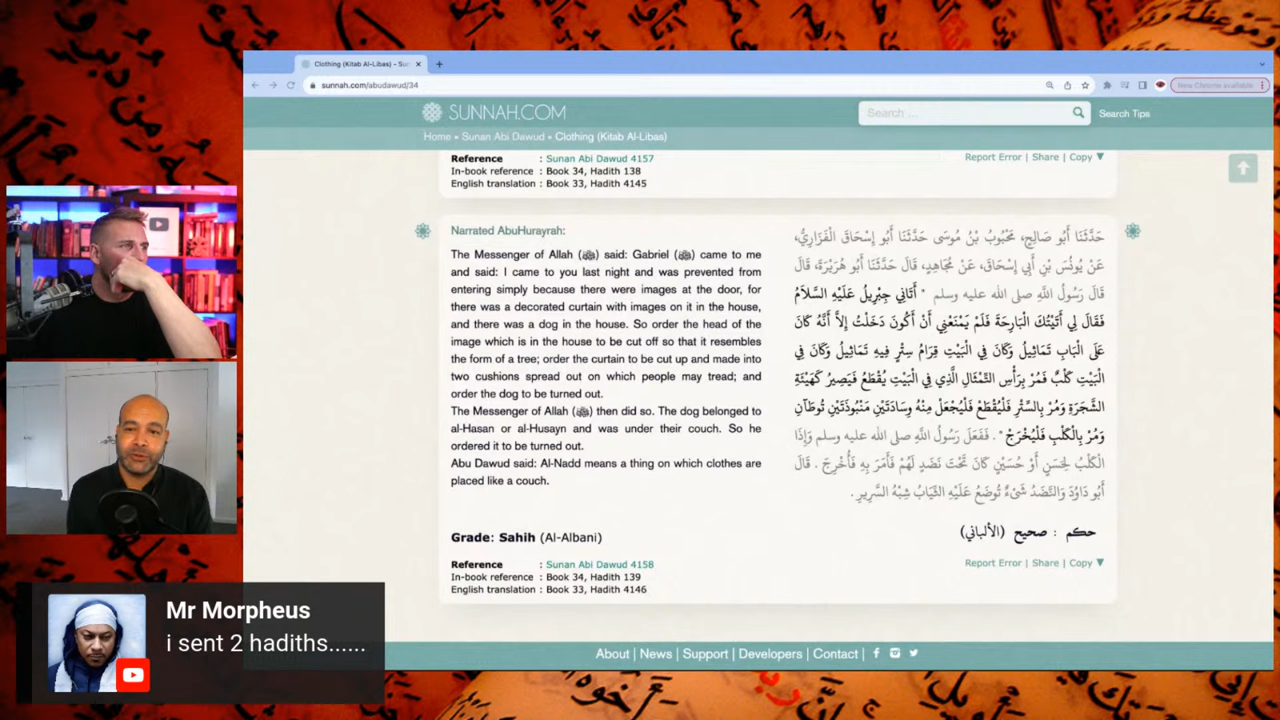 Clothing (Kitab Al-Libas) - Su
sunnah.com/abudawud/34
New Chrome available
SUNNAH.COM
Search ...
Search Tips
Home » Sunan Abi Dawud » Clothing (Kitab Al-Libas)
Reference : Sunan Abi Dawud 4157
In-book reference : Book 34, Hadith 138
English translation : Book 33, Hadith 4145
Report Error | Share | Copy ▼
Narrated AbuHurayrah:
The Messenger of Allah (ﷺ) said: Gabriel (ﷺ) came to me
and said: I came to you last night and was prevented from
entering simply because there were images at the door, for
there was a decorated curtain with images on it in the house,
and there was a dog in the house. So order the head of the
image which is in the house to be cut off so that it resembles
the form of a tree; order the curtain to be cut up and made into
two cushions spread out on which people may tread; and
order the dog to be turned out.
The Messenger of Allah (ﷺ) then did so. The dog belonged to
al-Hasan or al-Husayn and was under their couch. So he
ordered it to be turned out.
Abu Dawud said: Al-Nadd means a thing on which clothes are
placed like a couch.
حَدَّثَنَا أَبُو صَالِحٍ، مَحْبُوبُ بْنُ مُوسَى حَدَّثَنَا أَبُو إِسْحَاقَ الْفَزَارِيُّ،
عَنْ يُونُسَ بْنِ أَبِي إِسْحَاقَ، عَنْ مُجَاهِدٍ، قَالَ حَدَّثَنَا أَبُو هُرَيْرَةَ، قَالَ
قَالَ رَسُولُ اللَّهِ صلى الله عليه وسلم " أَتَانِي جِبْرِيلُ عَلَيْهِ السَّلاَمُ
فَقَالَ لِي أَتَيْتُكَ الْبَارِحَةَ فَلَمْ يَمْنَعْنِي أَنْ أَكُونَ دَخَلْتُ إِلاَّ أَنَّهُ كَانَ
عَلَى الْبَابِ تَمَاثِيلُ وَكَانَ فِي الْبَيْتِ قِرَامُ سِتْرٍ فِيهِ تَمَاثِيلُ وَكَانَ فِي
الْبَيْتِ كَلْبٌ فَمُرْ بِرَأْسِ التِّمْثَالِ الَّذِي فِي الْبَيْتِ يُقْطَعُ فَيَصِيرُ كَهَيْئَةِ
الشَّجَرَةِ وَمُرْ بِالسِّتْرِ فَلْيُقْطَعْ فَلْيُجْعَلْ مِنْهُ وِسَادَتَيْنِ مَنْبُوذَتَيْنِ تُوطَآنِ
وَمُرْ بِالْكَلْبِ فَلْيُخْرَجْ " . فَفَعَلَ رَسُولُ اللَّهِ صلى الله عليه وسلم وَإِذَا
الْكَلْبُ لِحَسَنٍ أَوْ حُسَيْنٍ كَانَ تَحْتَ نَضَدٍ لَهُمْ فَأَمَرَ بِهِ فَأُخْرِجَ . قَالَ
أَبُو دَاوُدَ وَالنَّضَدُ شَىْءٌ تُوضَعُ عَلَيْهِ الثِّيَابُ شِبْهُ السَّرِيرِ .
Grade: Sahih (Al-Albani)
حكم : صحيح (الألباني)
Reference : Sunan Abi Dawud 4158
In-book reference : Book 34, Hadith 139
English translation : Book 33, Hadith 4146
Report Error | Share | Copy ▼
About | News | Support | Developers | Contact |
Mr Morpheus
i sent 2 hadiths......